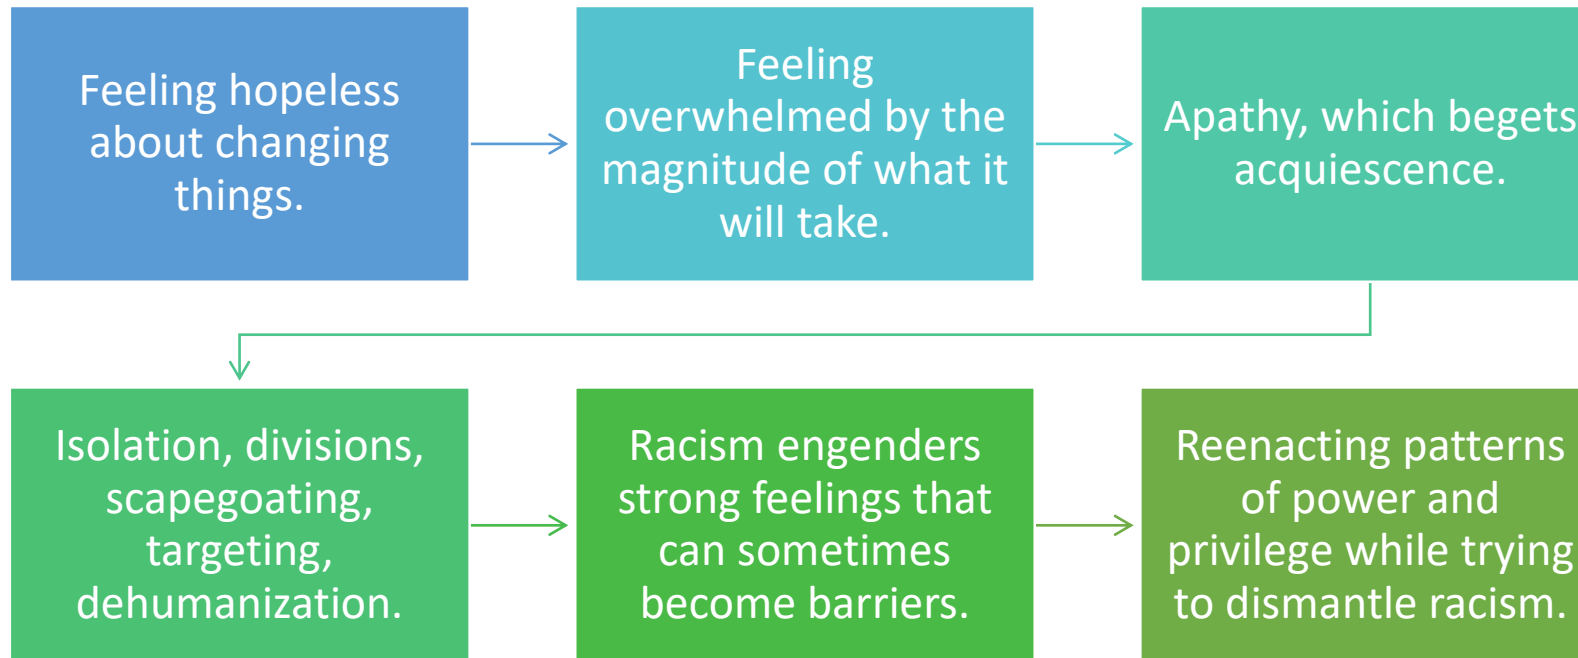 Feeling hopeless
about changing
things.
Feeling
overwhelmed by the
magnitude of what it
will take.
Apathy, which begets
acquiescence.
Isolation, divisions,
scapegoating,
targeting,
dehumanization.
Racism engenders
strong feelings that
can sometimes
become barriers.
Reenacting patterns
of power and
privilege while trying
to dismantle racism.